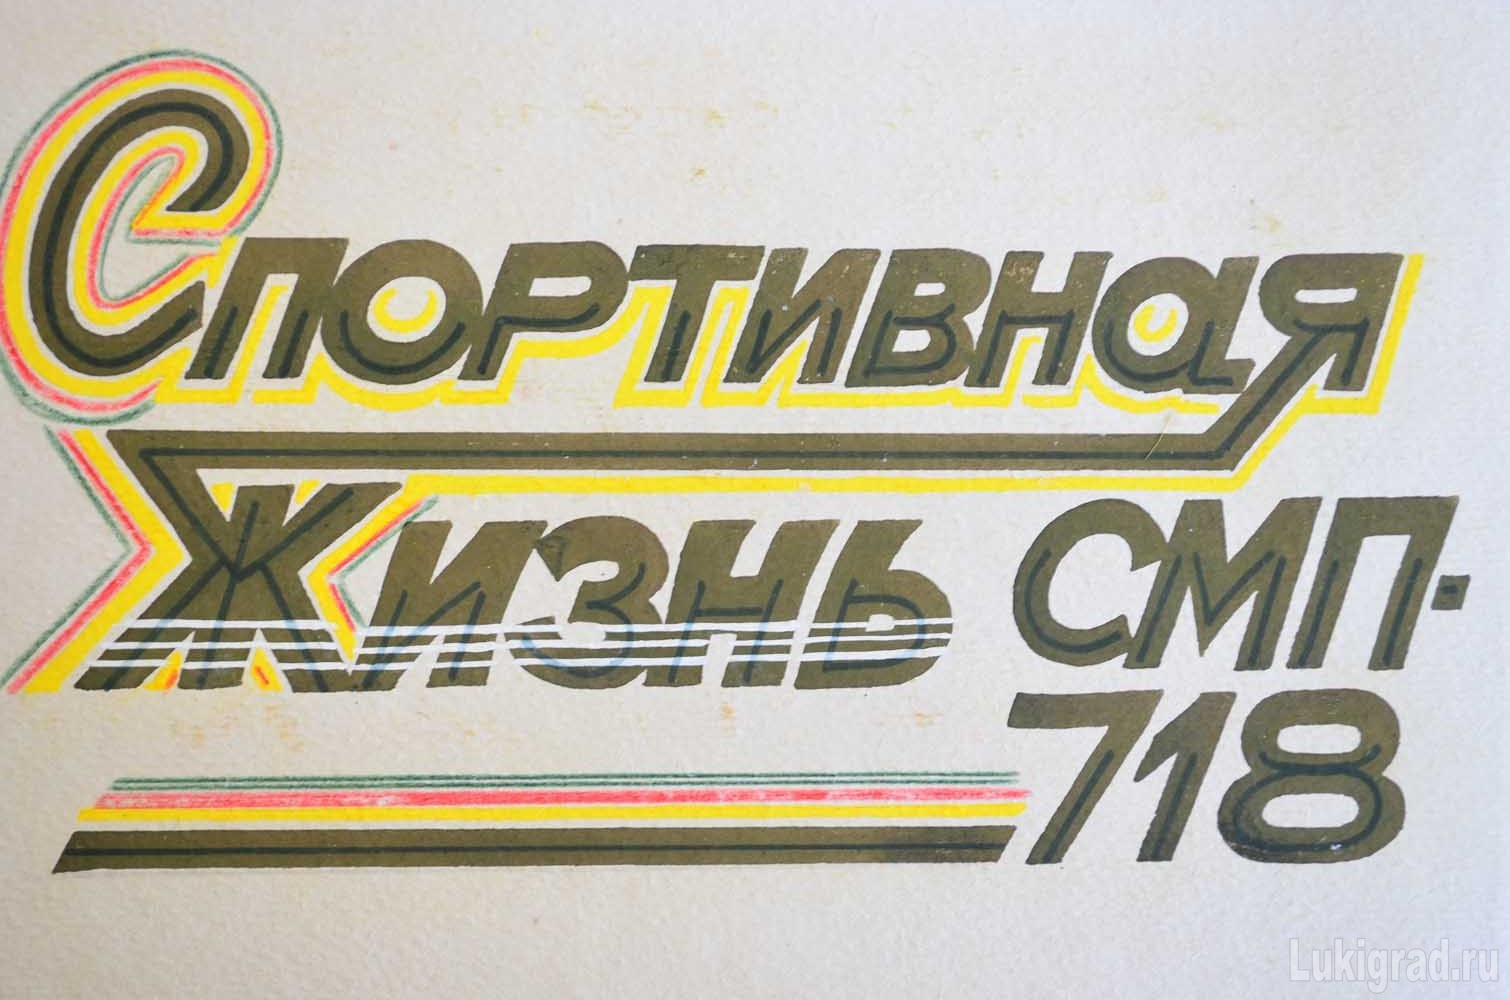 Спортивная
Жизнь СМП-
718
Lukigrad.ru